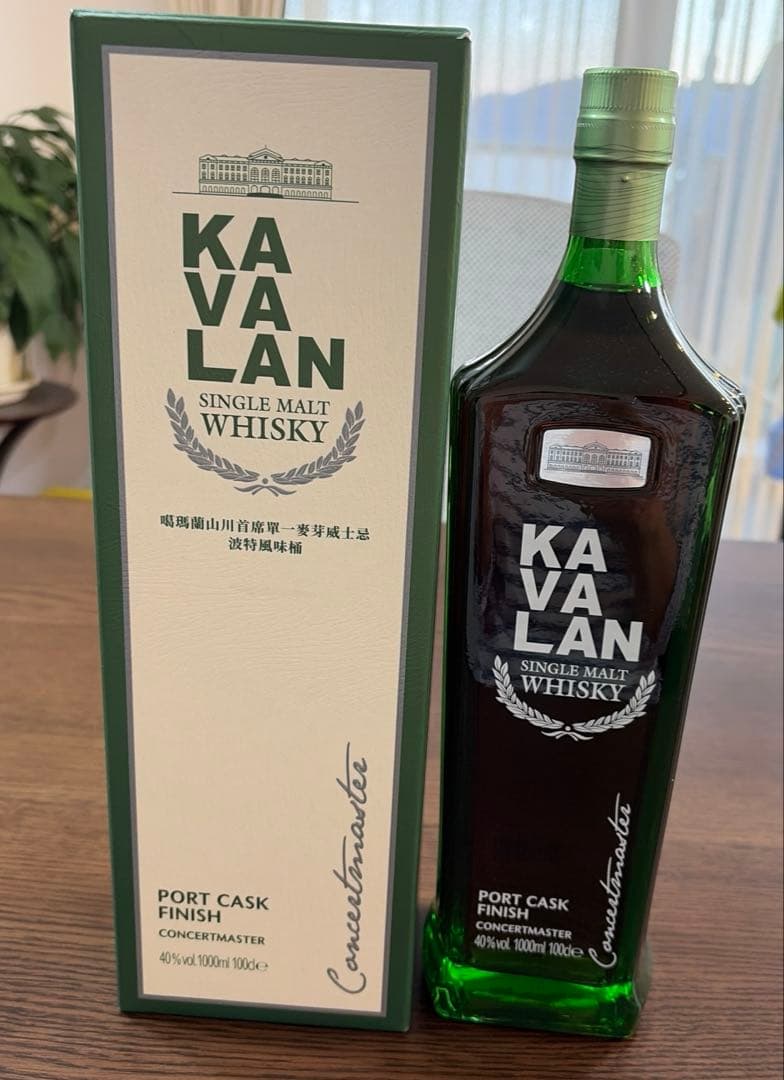 KA
VA
LAN
SINGLE MALT
WHISKY
噶瑪蘭山川首席單一麥芽威士忌
波特風味桶
Concertmaster
PORT CASK
FINISH
CONCERTMASTER
40%vol. 1000ml 100cl℮
KA
VA
LAN
SINGLE MALT
WHISKY
Concertmaster
PORT CASK
FINISH
CONCERTMASTER
40%vol. 1000ml 100cl℮